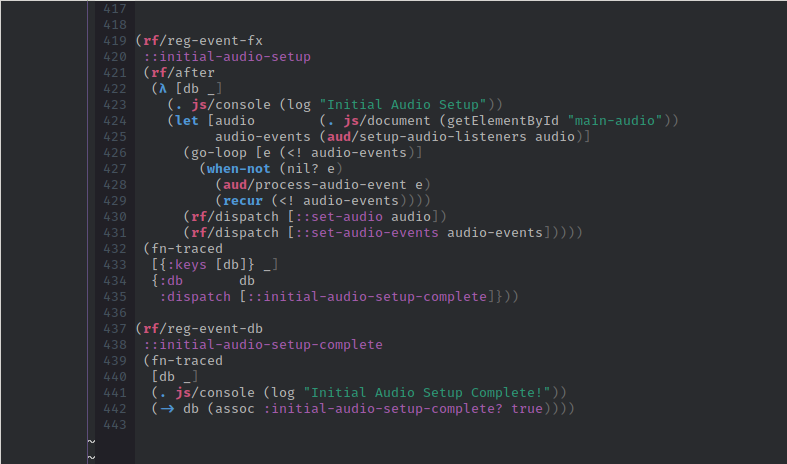 417
418
419 (rf/reg-event-fx
420  ::initial-audio-setup
421  (rf/after
422   (λ [db _]
423     (. js/console (log "Initial Audio Setup"))
424     (let [audio        (. js/document (getElementById "main-audio"))
425           audio-events (aud/setup-audio-listeners audio)]
426       (go-loop [e (<! audio-events)]
427         (when-not (nil? e)
428           (aud/process-audio-event e)
429           (recur (<! audio-events))))
430       (rf/dispatch [::set-audio audio])
431       (rf/dispatch [::set-audio-events audio-events]))))
432  (fn-traced
433   [{:keys [db]} _]
434   {:db       db
435    :dispatch [::initial-audio-setup-complete]}))
436
437 (rf/reg-event-db
438  ::initial-audio-setup-complete
439  (fn-traced
440   [db _]
441   (. js/console (log "Initial Audio Setup Complete!"))
442   (-> db (assoc :initial-audio-setup-complete? true))))
443
~
~